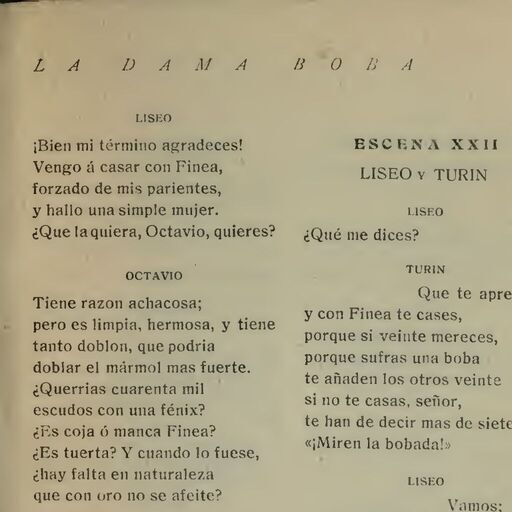 LA DAMA BOBA
LISEO
¡Bien mi término agradeces!
Vengo á casar con Finea,
forzado de mis parientes,
y hallo una simple mujer.
¿Que la quiera, Octavio, quieres?
OCTAVIO
Tiene razon achacosa;
pero es limpia, hermosa, y tiene
tanto doblon, que podria
doblar el mármol mas fuerte.
¿Querrias cuarenta mil
escudos con una fénix?
¿Es coja ó manca Finea?
¿Es tuerta? Y cuando lo fuese,
¿hay falta en naturaleza
que con oro no se afeite?
ESCENA XXII
LISEO Y TURIN
LISEO
¿Qué me dices?
TURIN
Que te apre
y con Finea te cases,
porque si veinte mereces,
porque sufras una boba
te añaden los otros veinte
si no te casas, señor,
te han de decir mas de siete
«¡Miren la bobada!»
LISEO
Vamos;